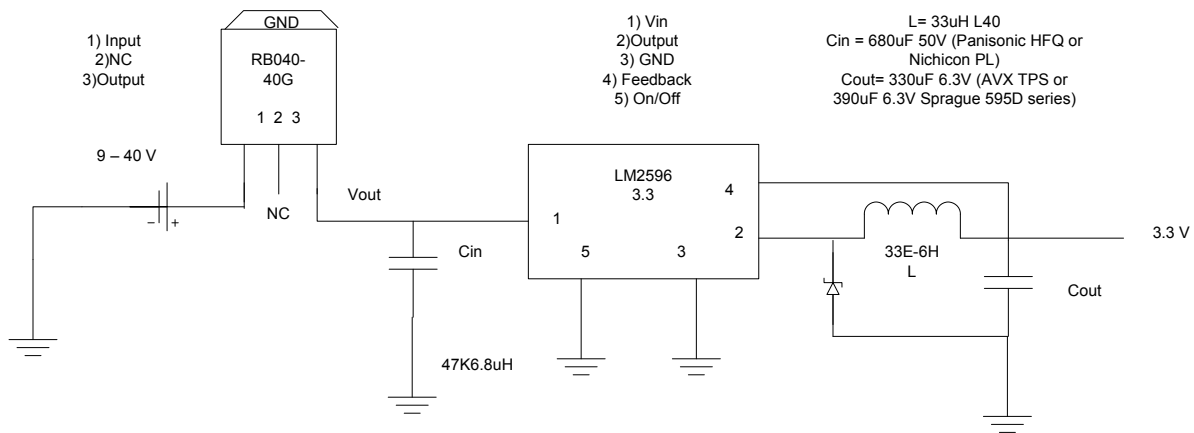 GND
RB040-
40G
1 2 3
1) Input
2)NC
3)Output
9 – 40 V
- +
NC
Vout
Cin
47K6.8uH
1) Vin
2)Output
3) GND
4) Feedback
5) On/Off
LM2596
3.3
1
5
3
4
2
L= 33uH L40
Cin = 680uF 50V (Panisonic HFQ or
Nichicon PL)
Cout= 330uF 6.3V (AVX TPS or
390uF 6.3V Sprague 595D series)
33E-6H
L
3.3 V
Cout